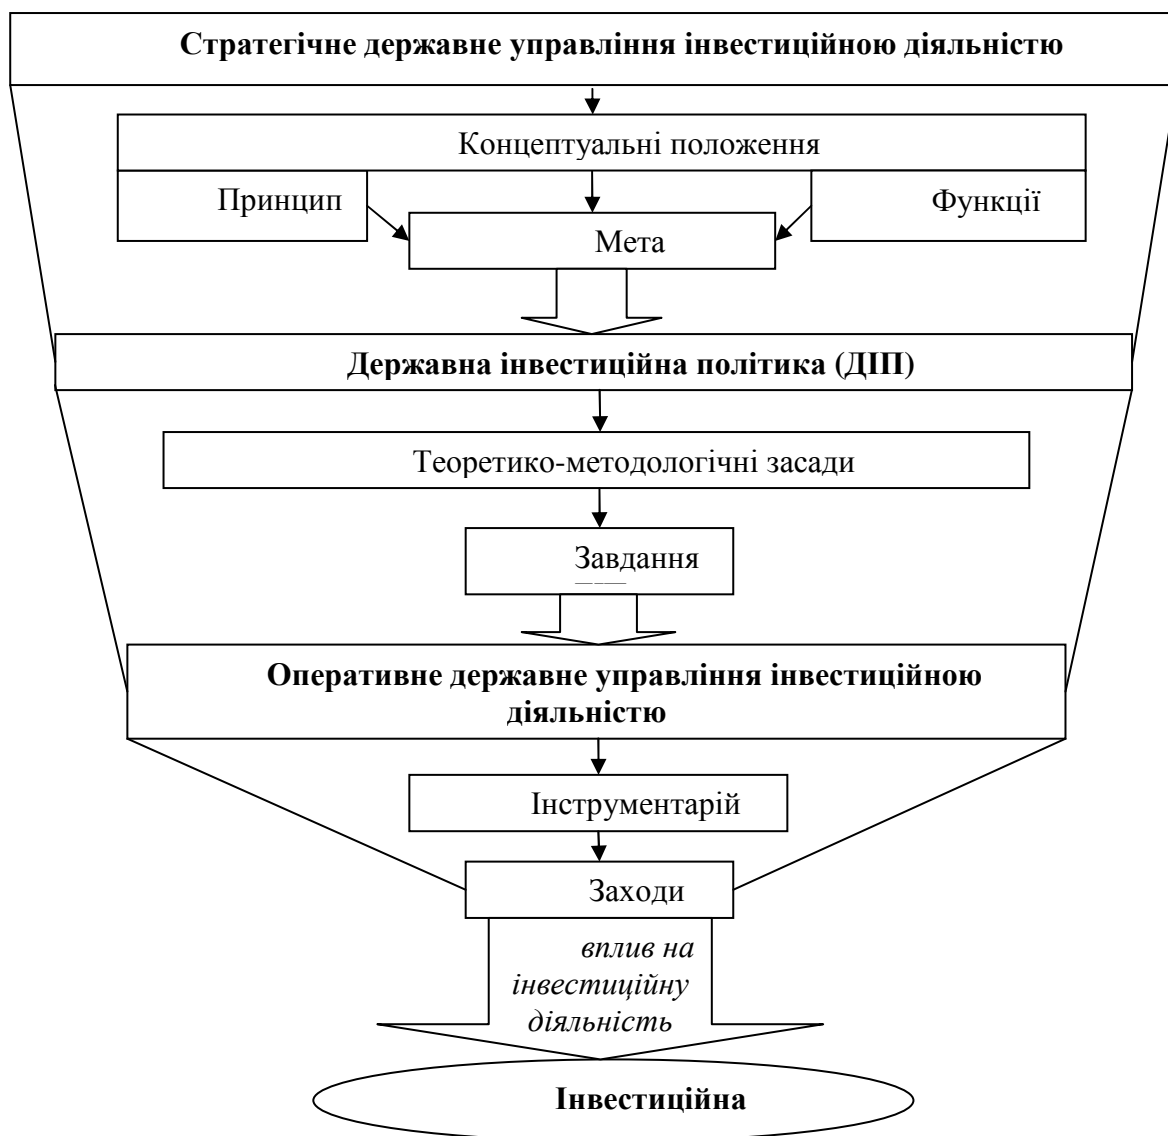 Стратегічне державне управління інвестиційною діяльністю
Концептуальні положення
Принцип
Функції
Мета
Державна інвестиційна політика (ДІП)
Теоретико-методологічні засади
Завдання
Оперативне державне управління інвестиційною
діяльністю
Інструментарій
Заходи
вплив на
інвестиційну
діяльність
Інвестиційна